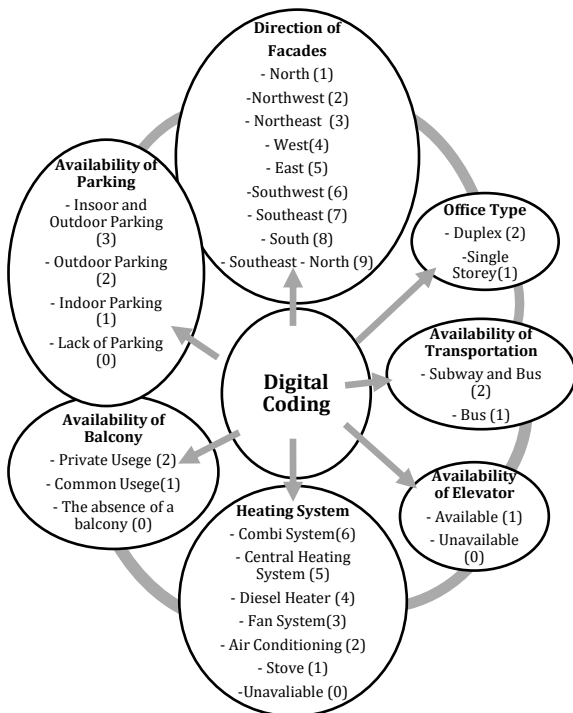 Direction of
Facades
- North (1)
-Northwest (2)
- Northeast (3)
- West(4)
- East (5)
-Southwest (6)
- Southeast (7)
- South (8)
- Southeast - North (9)
Office Type
- Duplex (2)
-Single
Storey(1)
Availability of
Transportation
- Subway and Bus
(2)
- Bus (1)
Availability
of Elevator
- Available (1)
- Unavailable
(0)
Heating System
- Combi System(6)
- Central Heating
System (5)
- Diesel Heater (4)
- Fan System(3)
- Air Conditioning (2)
- Stove (1)
-Unavaliable (0)
Availability of
Balcony
- Private Usege (2)
- Common Usege(1)
- The absence of a
balcony (0)
Availability of
Parking
- Insoor and
Outdoor Parking
(3)
- Outdoor Parking
(2)
- Indoor Parking
(1)
- Lack of Parking
(0)
Digital
Coding